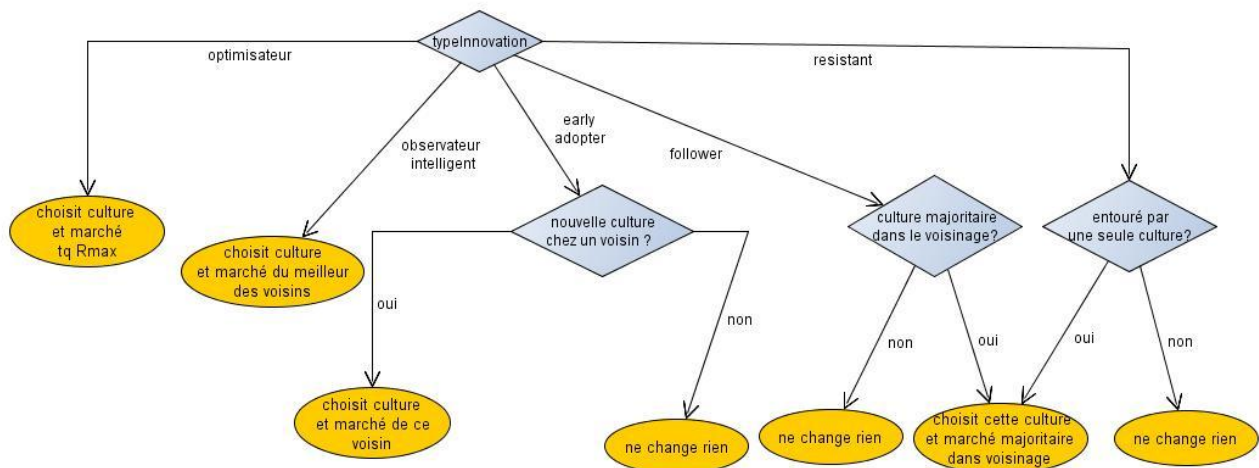 typeInnovation
optimisateur
resistant
early
adopter
observateur
intelligent
follower
choisit culture
et marché
tq Rmax
choisit culture
et marché du meilleur
des voisins
nouvelle culture
chez un voisin ?
culture majoritaire
dans le voisinage?
entouré par
une seule culture?
oui
non
non
oui
oui
non
choisit culture
et marché de ce
voisin
ne change rien
ne change rien
choisit cette culture
et marché majoritaire
dans voisinage
ne change rien